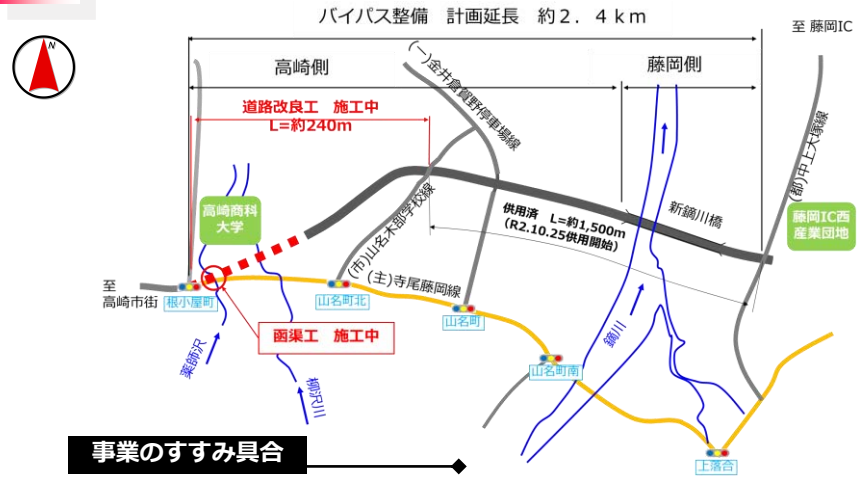 バイパス整備 計画延長 約2.4km
至 藤岡IC
N
高崎側
藤岡側
(一)金井倉賀野停車場線
道路改良工 施工中
L=約240m
(都)中上大塚線
高崎商科
大学
(市)山名木部学校線
供用済 L=約1,500m
(R2.10.25供用開始)
新鏑川橋
藤岡IC西
産業団地
至
高崎市街
根小屋町
山名町北
(主)寺尾藤岡線
山名町
函渠工 施工中
薬師沢
柳沢川
鏑川
山名町南
事業のすすみ具合
上落合